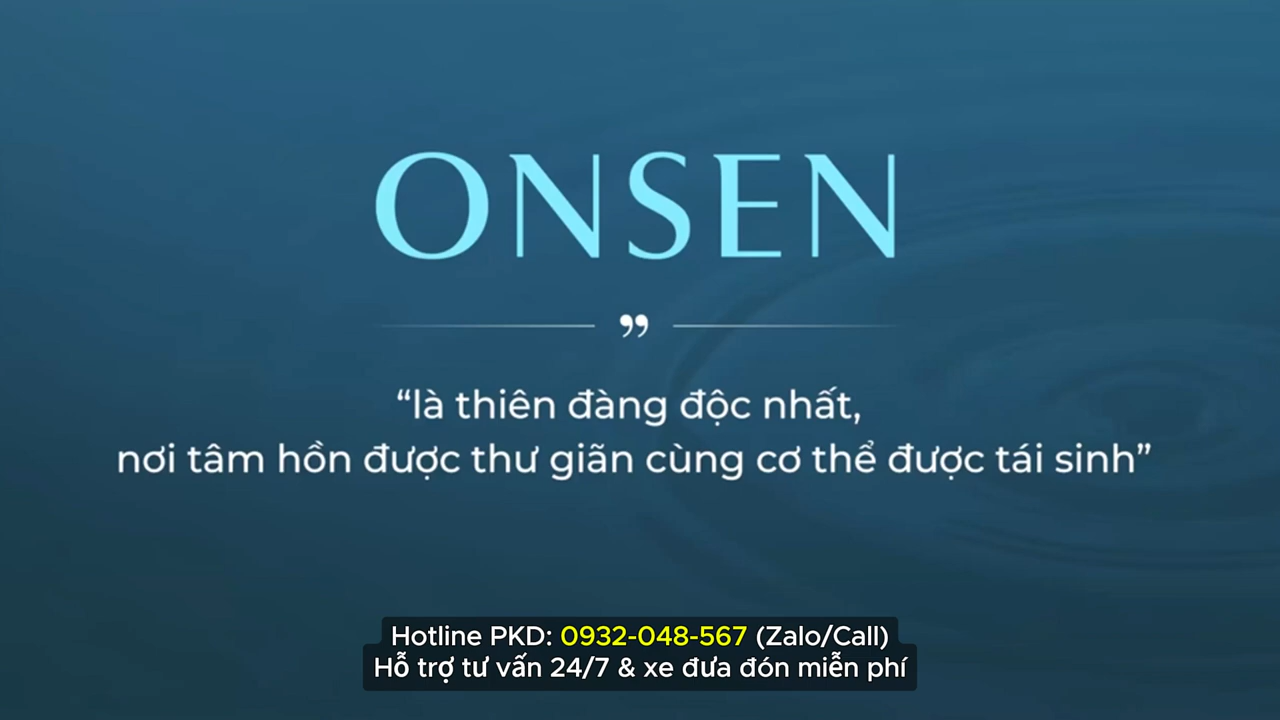 ONSEN
”
“là thiên đàng độc nhất,
nơi tâm hồn được thư giãn cùng cơ thể được tái sinh”
Hotline PKD: 0932-048-567 (Zalo/Call)
Hỗ trợ tư vấn 24/7 & xe đưa đón miễn phí